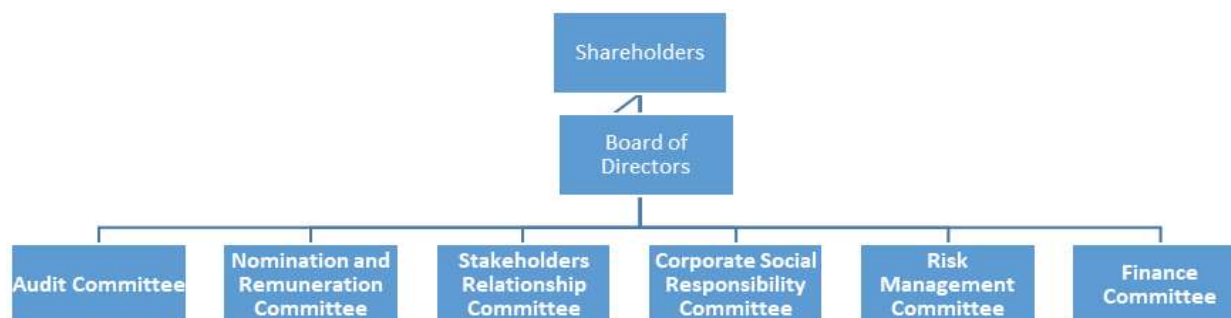 Shareholders
Board of
Directors
Audit Committee
Nomination and
Remuneration
Committee
Stakeholders
Relationship
Committee
Corporate Social
Responsibility
Committee
Risk
Management
Committee
Finance
Committee